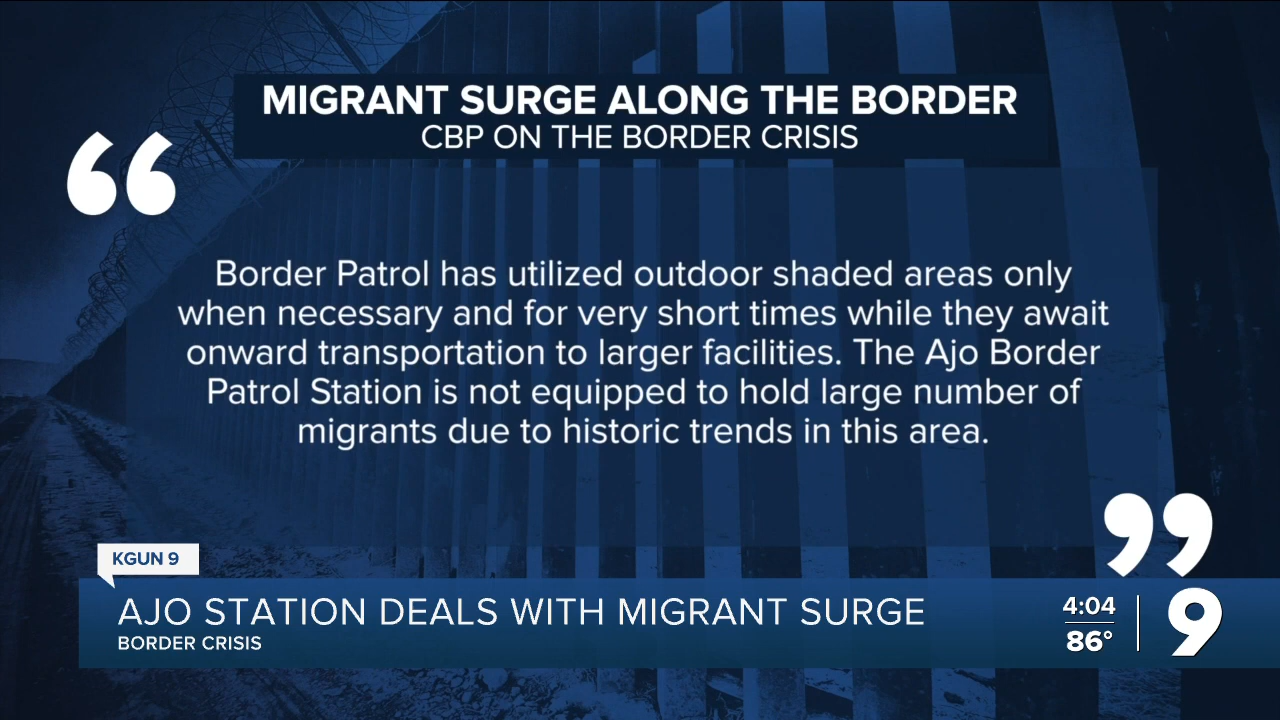 MIGRANT SURGE ALONG THE BORDER
CBP ON THE BORDER CRISIS
“
Border Patrol has utilized outdoor shaded areas only
when necessary and for very short times while they await
onward transportation to larger facilities. The Ajo Border
Patrol Station is not equipped to hold large number of
migrants due to historic trends in this area.
”
KGUN 9
AJO STATION DEALS WITH MIGRANT SURGE
BORDER CRISIS
4:04
86°
9